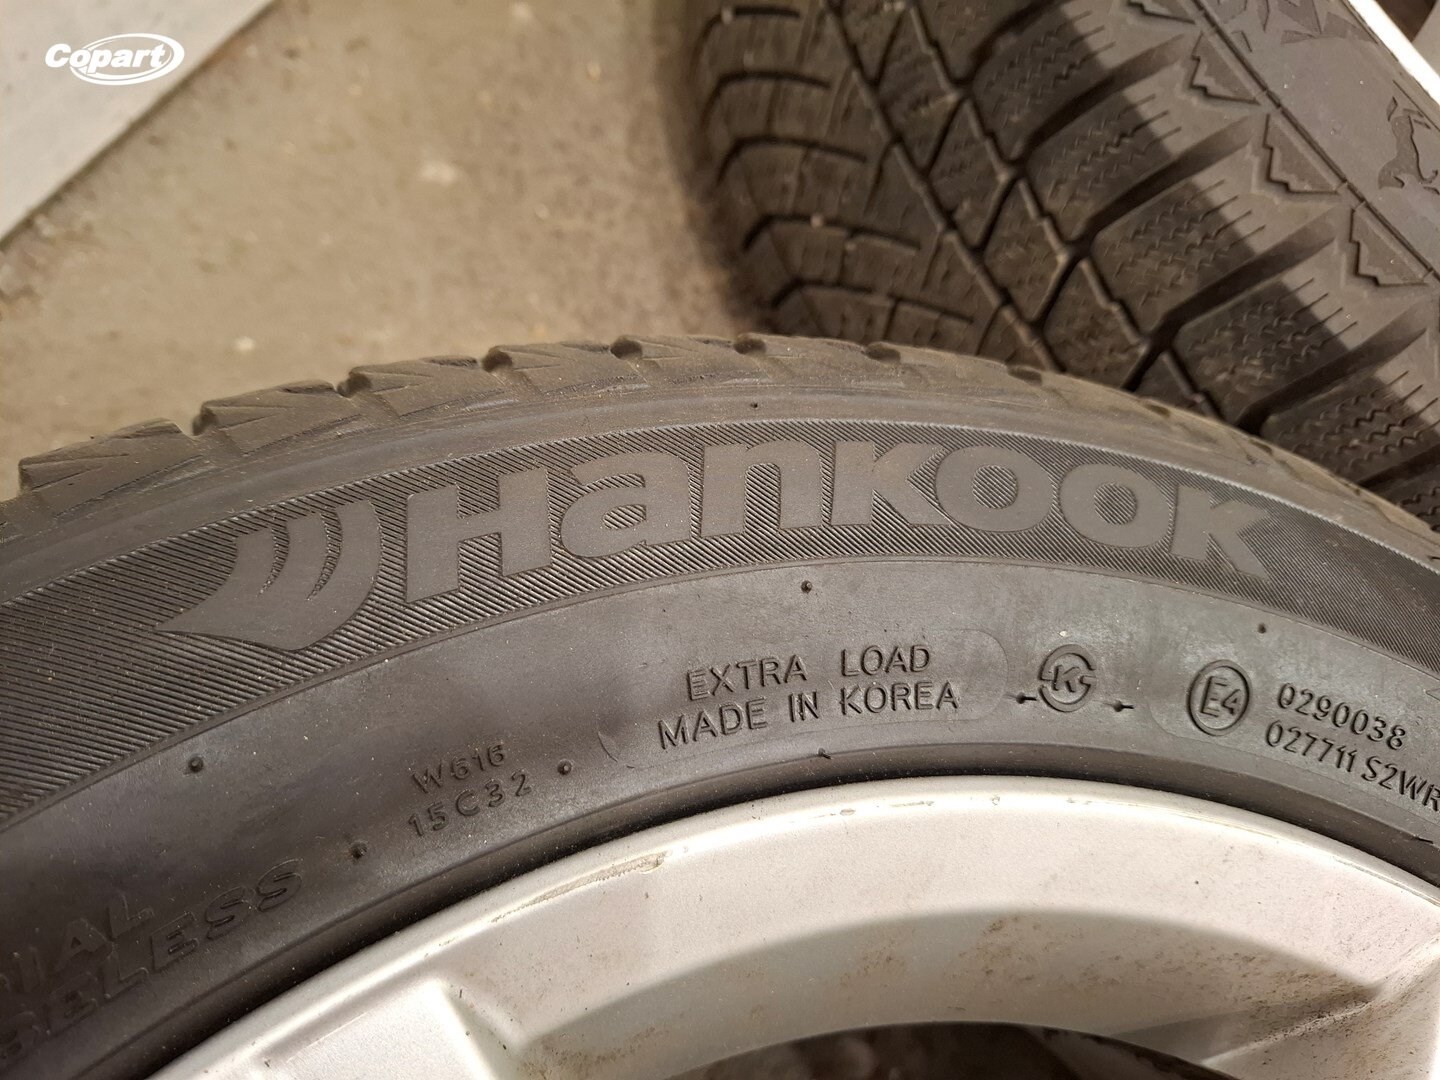 Copart
Hankook
EXTRA LOAD
MADE IN KOREA
K
E4
0290038
027711 S2WR
W616
15C32